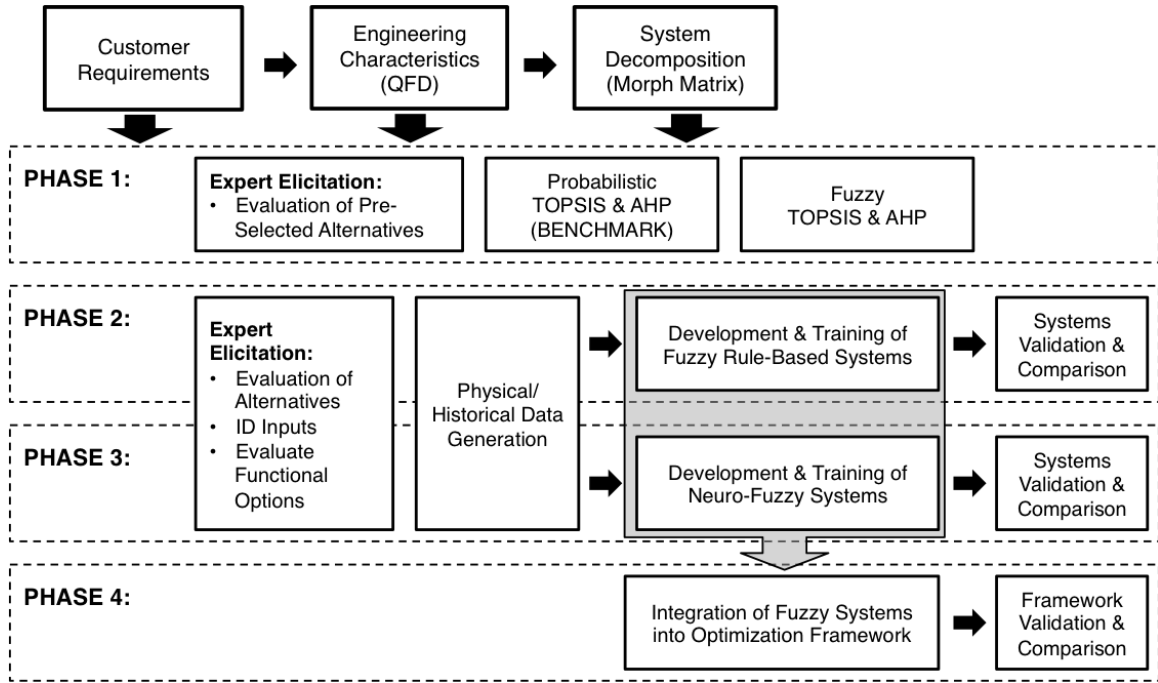 Customer
Requirements
Engineering
Characteristics
(QFD)
System
Decomposition
(Morph Matrix)
PHASE 1:
Expert Elicitation:
• Evaluation of Pre-
Selected Alternatives
Probabilistic
TOPSIS & AHP
(BENCHMARK)
Fuzzy
TOPSIS & AHP
PHASE 2:
Expert
Elicitation:
• Evaluation of
Alternatives
• ID Inputs
• Evaluate
Functional
Options
Physical/
Historical Data
Generation
Development & Training of
Fuzzy Rule-Based Systems
Systems
Validation &
Comparison
PHASE 3:
Development & Training of
Neuro-Fuzzy Systems
Systems
Validation &
Comparison
PHASE 4:
Integration of Fuzzy Systems
into Optimization Framework
Framework
Validation &
Comparison